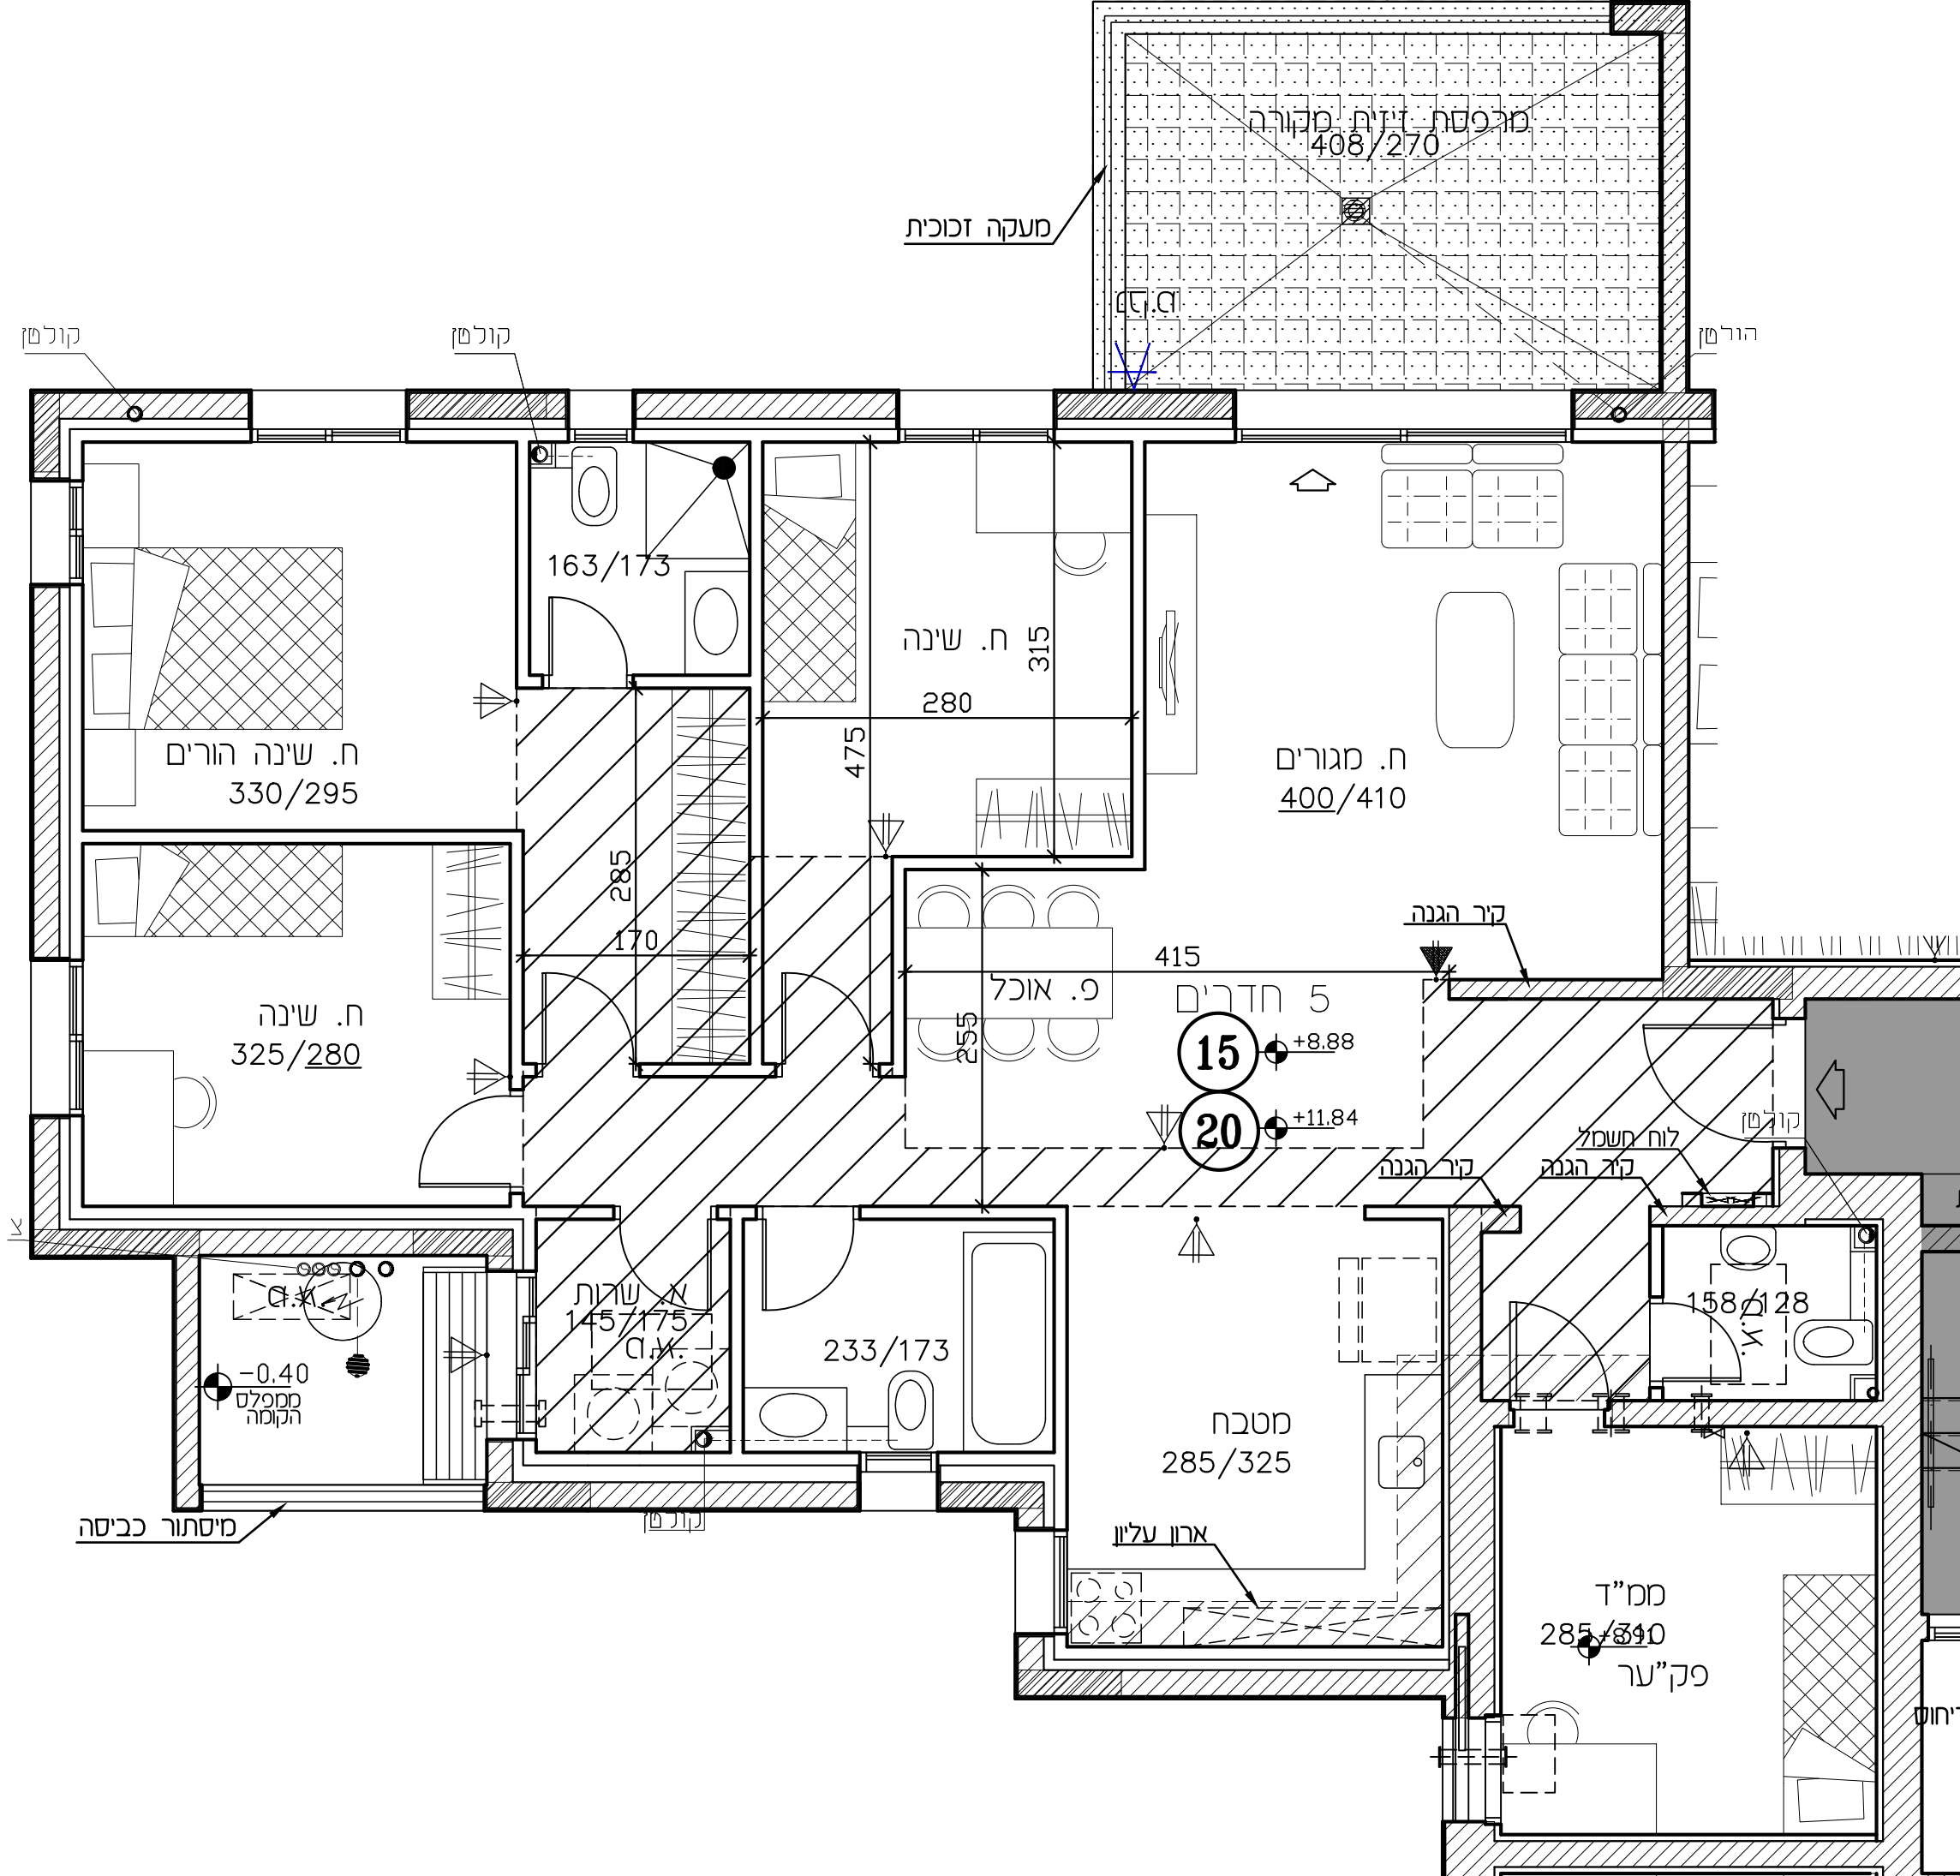 מרפסת זיזית מקורה
408/270
מעקה זכוכית
קולטן
קולטן
163/173
ח. שינה
315
280
475
ח. שינה הורים
330/295
ח. מגורים
400/410
285
170
קיר הגנה
415
פ. אוכל
5 חדרים
255
15
+8.88
20
+11.84
ח. שינה
325/280
קולטן
לוח חשמל
קיר הגנה
קיר הגנה
א. שרות
145/175
233/173
158/128
-0.40
ממפלס
הקומה
מטבח
285/325
מיסתור כביסה
קולטן
ארון עליון
ממ"ד
285/310
+8.91
פק"ער